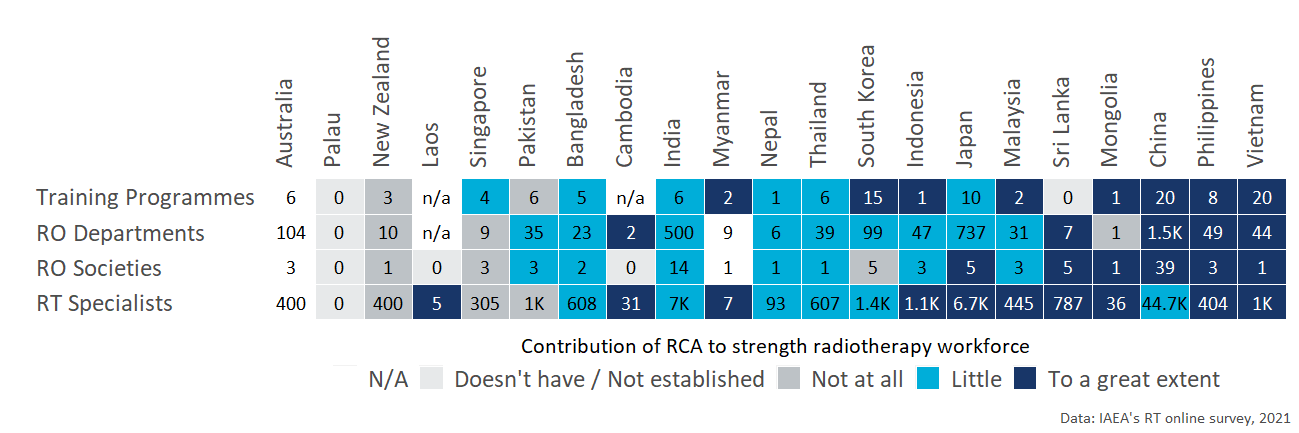 Australia Palau New Zealand Laos Singapore Pakistan Bangladesh Cambodia India Myanmar Nepal Thailand South Korea Indonesia Japan Malaysia Sri Lanka Mongolia China Philippines Vietnam
Training Programmes 6 0 3 n/a 4 6 5 n/a 6 2 1 6 15 1 10 2 0 1 20 8 20
RO Departments 104 0 10 n/a 9 35 23 2 500 9 6 39 99 47 737 31 7 1 1.5K 49 44
RO Societies 3 0 1 0 3 3 2 0 14 1 1 1 5 3 5 3 5 1 39 3 1
RT Specialists 400 0 400 5 305 1K 608 31 7K 7 93 607 1.4K 1.1K 6.7K 445 787 36 44.7K 404 1K
Contribution of RCA to strength radiotherapy workforce
N/A Doesn't have / Not established Not at all Little To a great extent
Data: IAEA's RT online survey, 2021